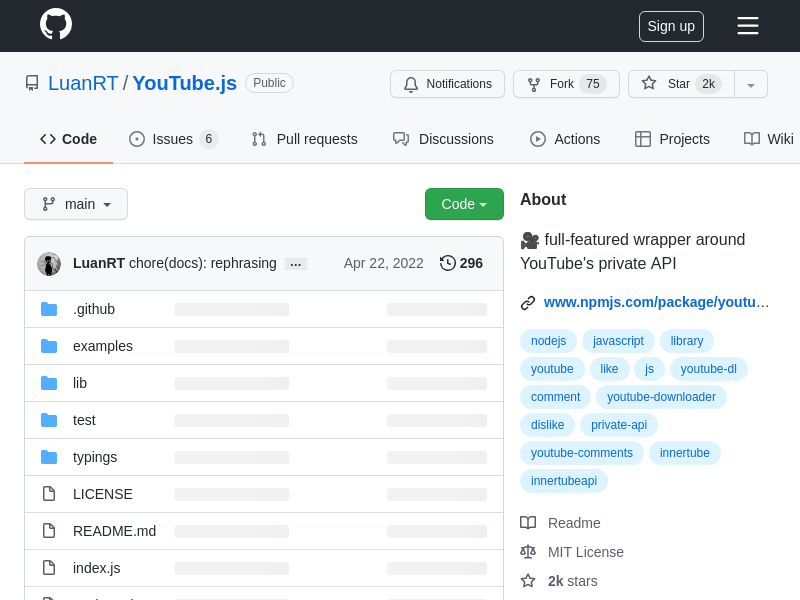 Sign up
LuanRT / YouTube.js Public
Notifications Fork 75 Star 2k
Code Issues 6 Pull requests Discussions Actions Projects Wiki
main Code
LuanRT chore(docs): rephrasing ... Apr 22, 2022 296
.github
examples
lib
test
typings
LICENSE
README.md
index.js
About
full-featured wrapper around
YouTube's private API
www.npmjs.com/package/youtu…
nodejs javascript library
youtube like js youtube-dl
comment youtube-downloader
dislike private-api
youtube-comments innertube
innertubeapi
Readme
MIT License
2k stars